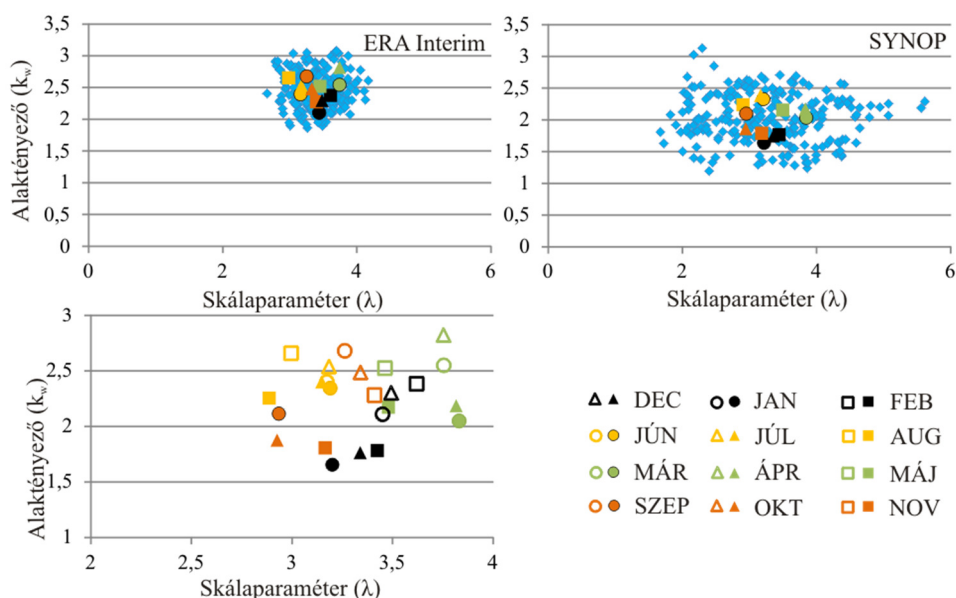 3,5
3
2,5
2
1,5
1
0,5
0
Alaktényező (kw)
ERA Interim
0 2 4 6
Skálaparaméter (λ)
3,5
3
2,5
2
1,5
1
0,5
0
SYNOP
0 2 4 6
Skálaparaméter (λ)
3
2,5
2
1,5
1
Alaktényező (kw)
2 3 3,5 4
Skálaparaméter (λ)
DEC JAN FEB
JÚN JÚL AUG
MÁR ÁPR MÁJ
SZEP OKT NOV